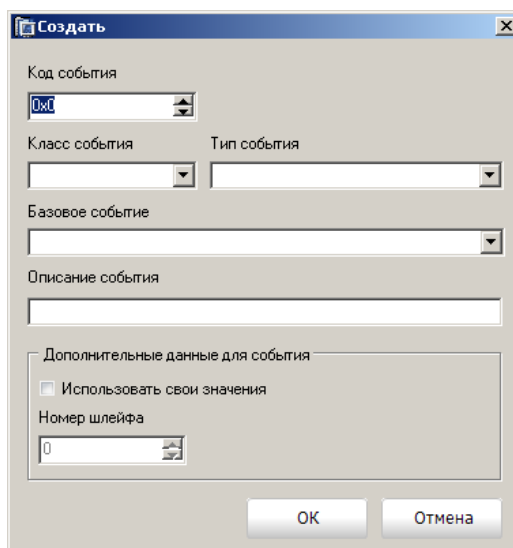 Создать
Код события
0x0
Класс события Тип события
Базовое событие
Описание события
Дополнительные данные для события
Использовать свои значения
Номер шлейфа
0
ОК Отмена